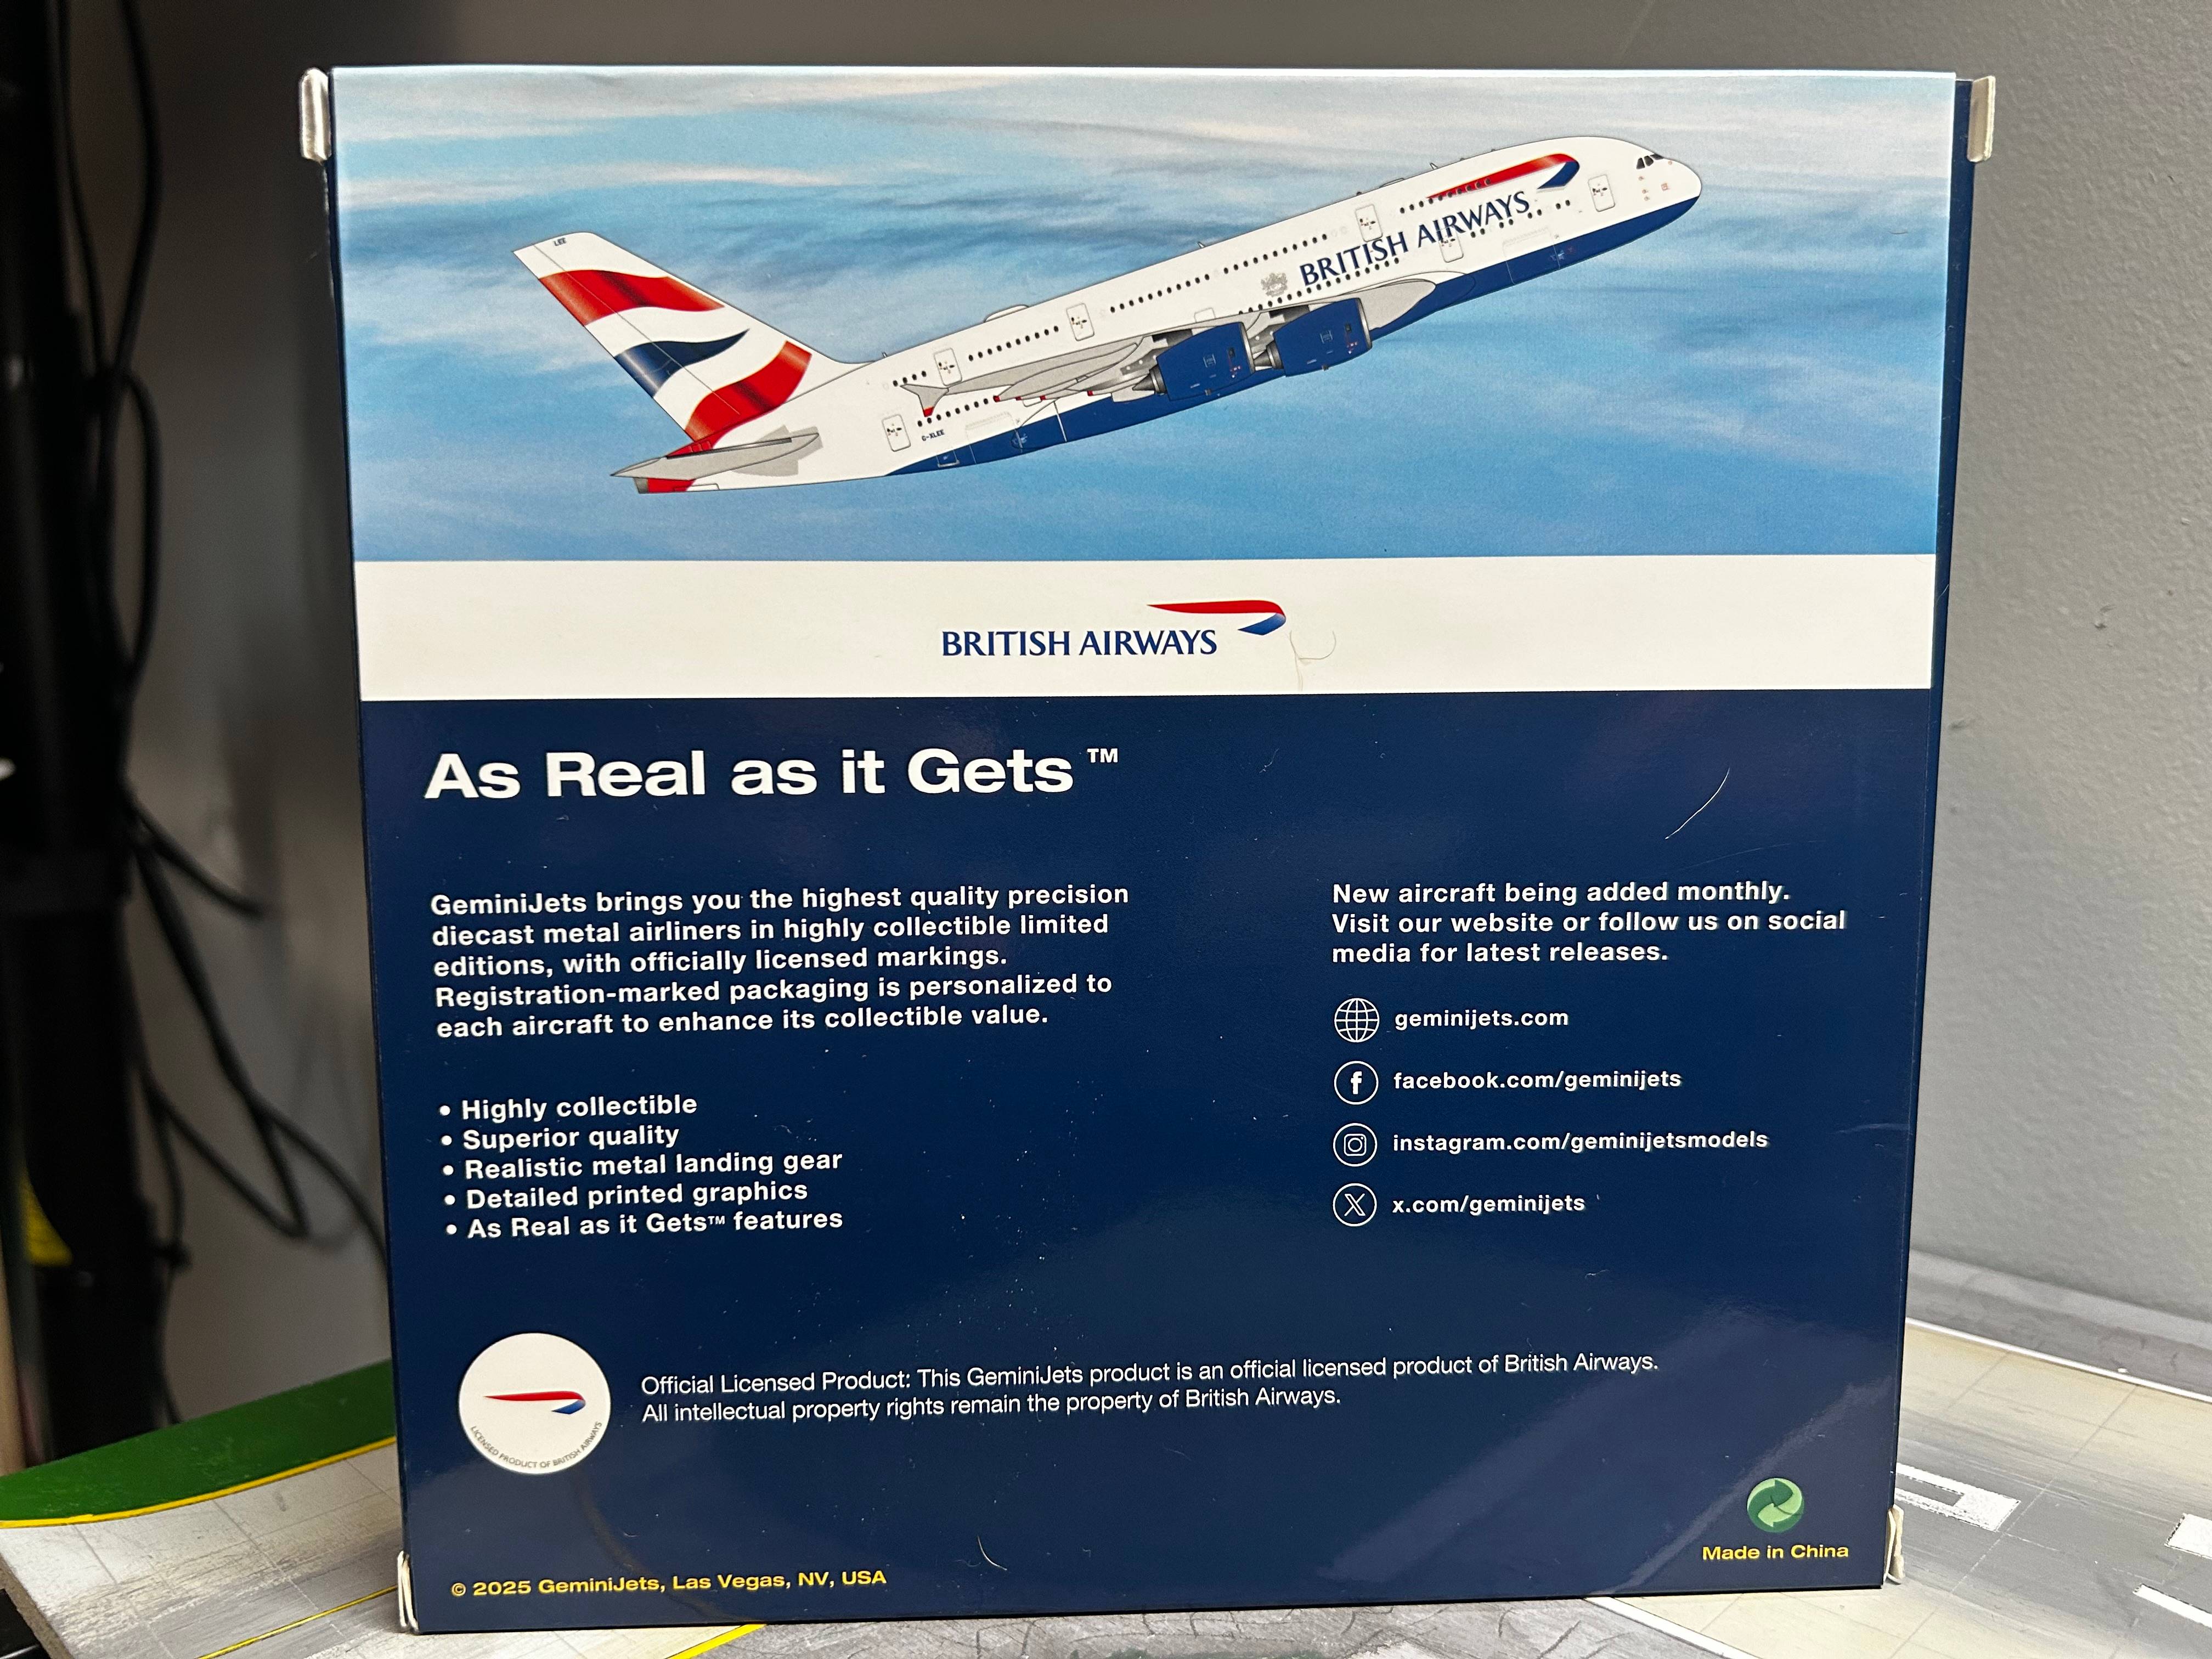 LEE
BRITISH AIRWAYS
G-XLEE
BRITISH AIRWAYS
As Real as it Gets™
GeminiJets brings you the highest quality precision
diecast metal airliners in highly collectible limited
editions, with officially licensed markings.
Registration-marked packaging is personalized to
each aircraft to enhance its collectible value.
• Highly collectible
• Superior quality
• Realistic metal landing gear
• Detailed printed graphics
• As Real as it Gets™ features
New aircraft being added monthly.
Visit our website or follow us on social
media for latest releases.
geminijets.com
facebook.com/geminijets
instagram.com/geminijetsmodels
x.com/geminijets
LICENSED PRODUCT OF BRITISH AIRWAYS
Official Licensed Product: This GeminiJets product is an official licensed product of British Airways.
All intellectual property rights remain the property of British Airways.
© 2025 GeminiJets, Las Vegas, NV, USA
Made in China